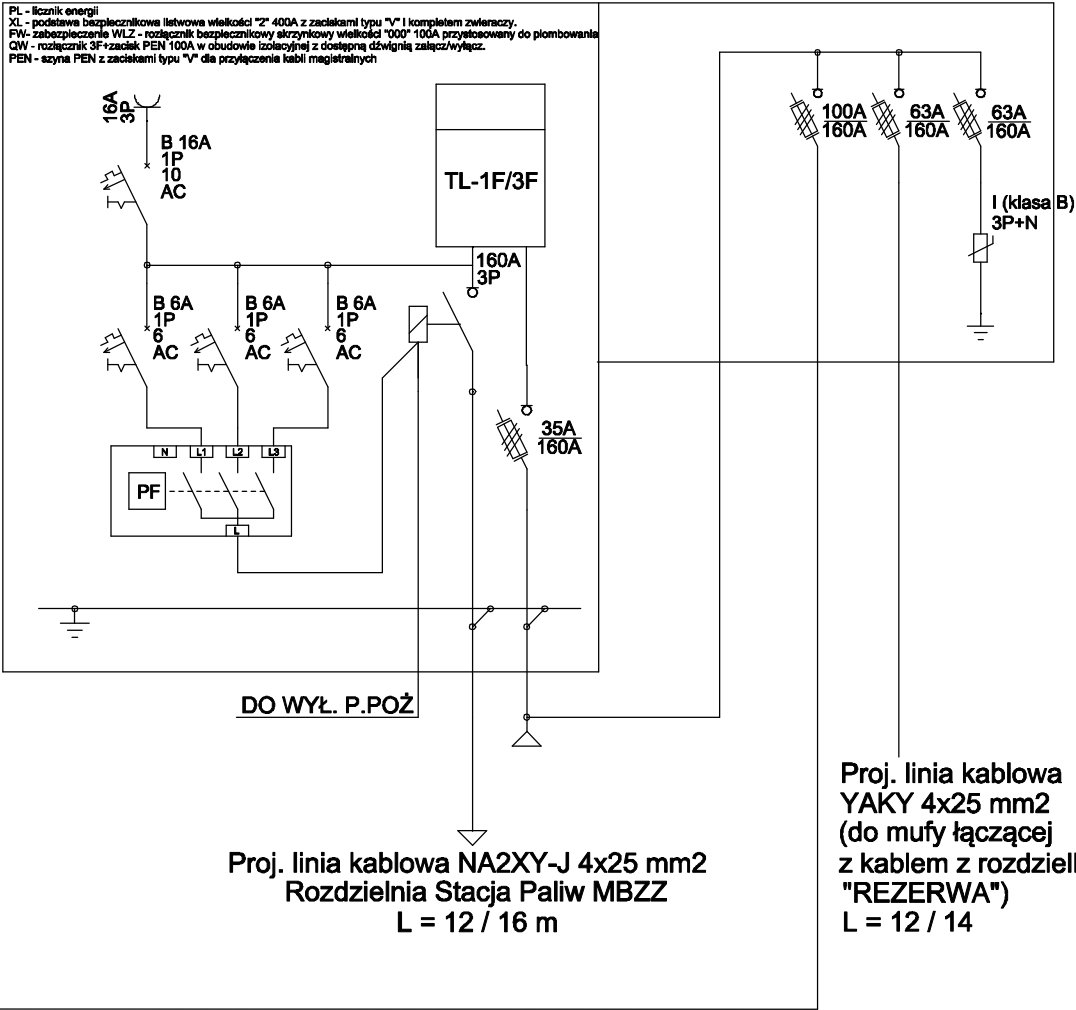 PL - licznik energii
XL - podstawa bezpiecznikowa listwowa wielkości "2" 400A z zaciskami typu "V" i kompletem zwieraczy.
FW- zabezpieczenie WLZ - rozłącznik bezpiecznikowy skrzynkowy wielkości "000" 100A przystosowany do plombowania
QW - rozłącznik 3F+zacisk PEN 100A w obudowie izolacyjnej z dostępną dźwignią załącz/wyłącz.
PEN - szyna PEN z zaciskami typu "V" dla przyłączenia kabli magistralnych
16A
3P
B 16A
1P
10
AC
TL-1F/3F
160A
3P
B 6A
1P
6
AC
B 6A
1P
6
AC
B 6A
1P
6
AC
35A
160A
N
L1
L2
L3
PF
L
100A
160A
63A
160A
63A
160A
I (klasa B)
3P+N
DO WYŁ. P.POŻ
Proj. linia kablowa NA2XY-J 4x25 mm2
Rozdzielnia Stacja Paliw MBZZ
L = 12 / 16 m
Proj. linia kablowa
YAKY 4x25 mm2
(do mufy łączącej
z kablem z rozdziell
"REZERWA")
L = 12 / 14